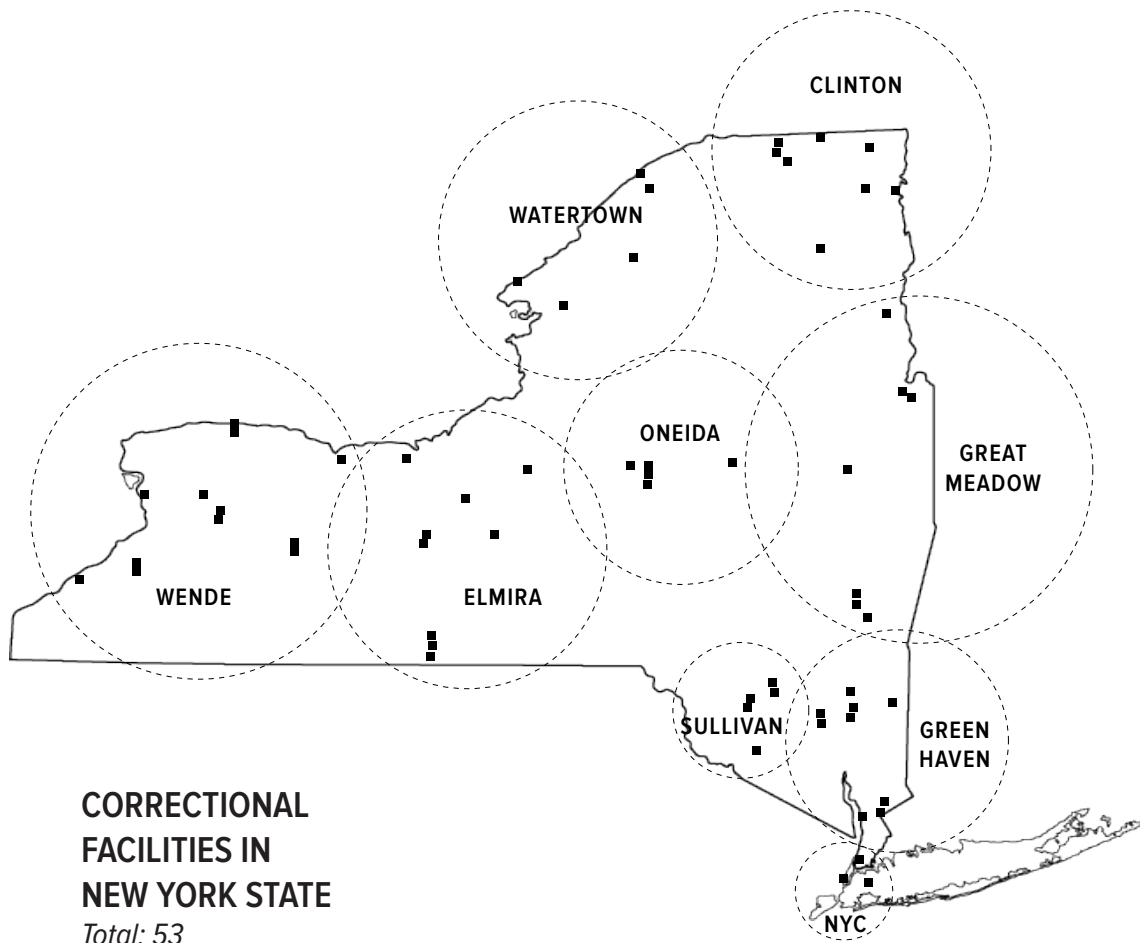 CLINTON
WATERTOWN
ONEIDA
GREAT
MEADOW
WENDE
ELMIRA
SULLIVAN
GREEN
HAVEN
CORRECTIONAL
FACILITIES IN
NEW YORK STATE
Total: 53
NYC